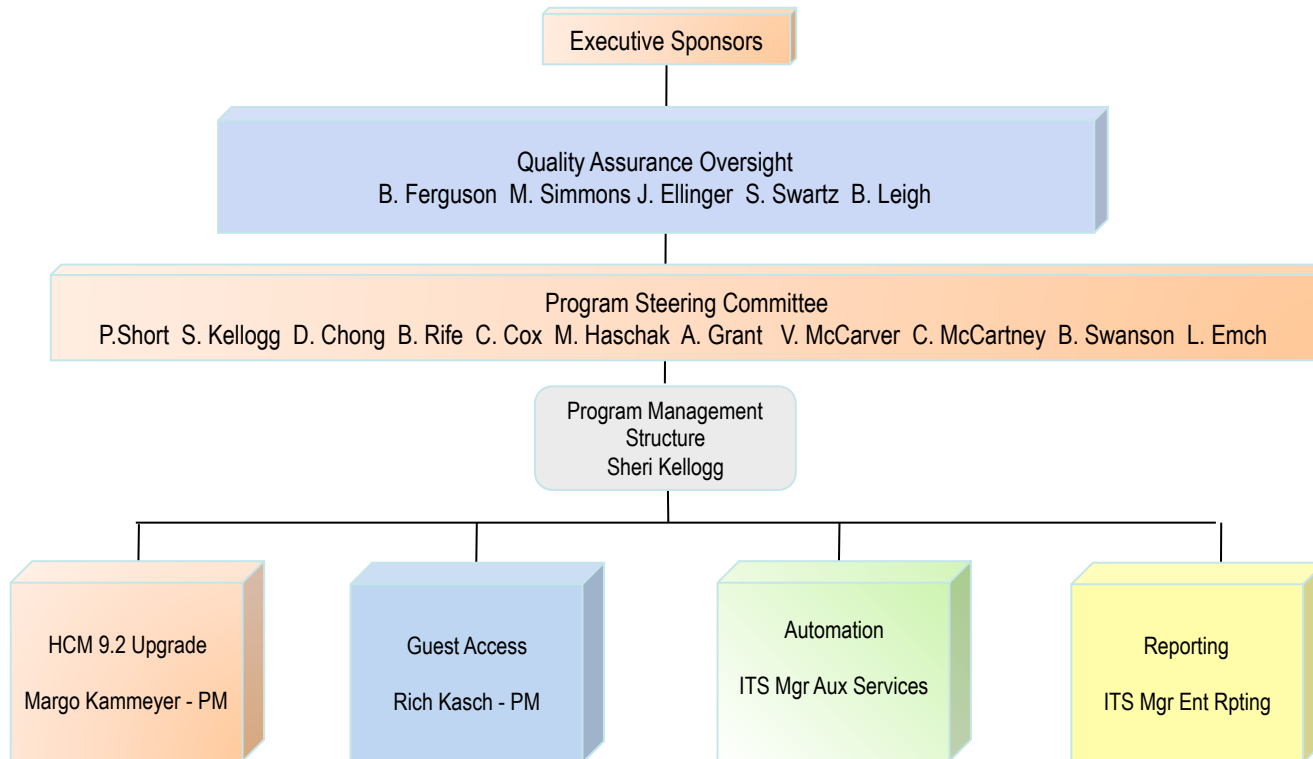 Executive Sponsors
Quality Assurance Oversight
B. Ferguson M. Simmons J. Ellinger S. Swartz B. Leigh
Program Steering Committee
P.Short S. Kellogg D. Chong B. Rife C. Cox M. Haschak A. Grant V. McCarver C. McCartney B. Swanson L. Emch
Program Management
Structure
Sheri Kellogg
HCM 9.2 Upgrade
Margo Kammeyer - PM
Guest Access
Rich Kasch - PM
Automation
ITS Mgr Aux Services
Reporting
ITS Mgr Ent Rpting